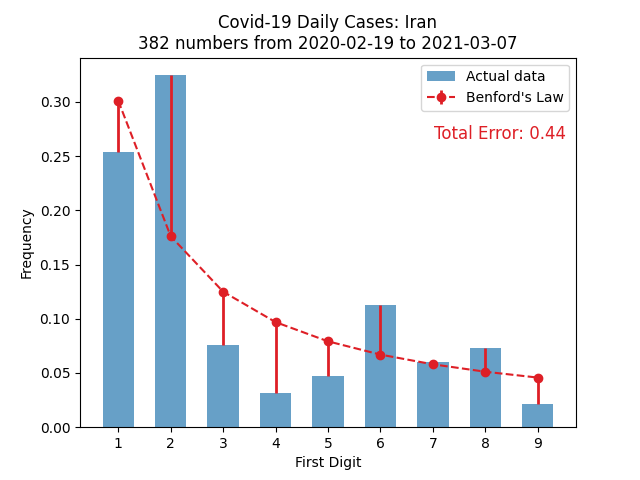 Covid-19 Daily Cases: Iran
382 numbers from 2020-02-19 to 2021-03-07
Actual data
Benford's Law
Total Error: 0.44
0.30
0.25
0.20
0.15
0.10
0.05
0.00
Frequency
1 2 3 4 5 6 7 8 9
First Digit